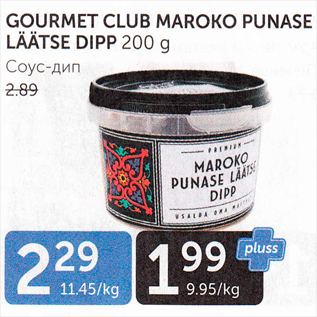 GOURMET CLUB MAROKO PUNASE
LÄÄTSE DIPP 200 g
Соус-дип
2.89
PREMIUM
MAROKO
PUNASE LÄÄTSE
DIPP
USALDA OMA
2 29
11.45/kg
1 99
9.95/kg
pluss